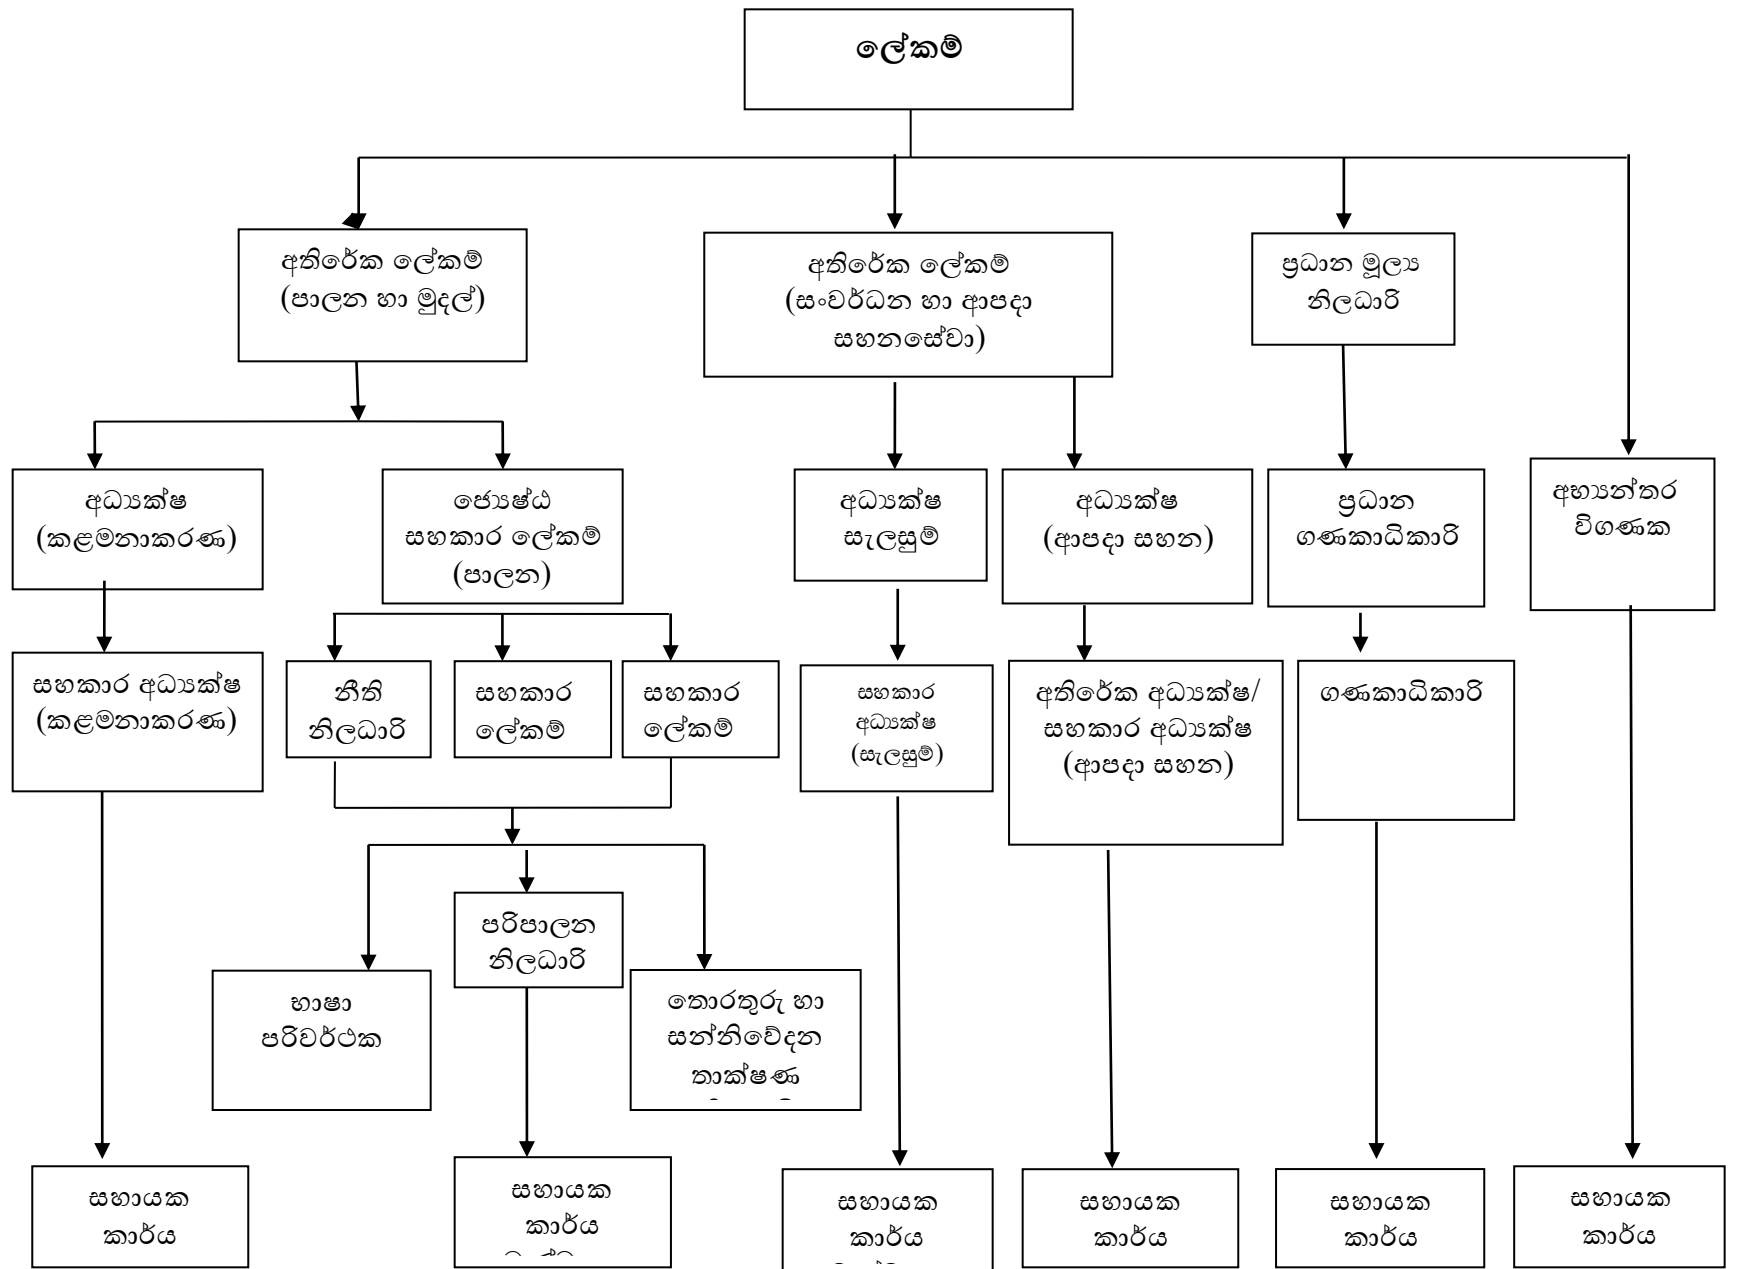 ලේකම්
අතිරේක ලේකම්
(පාලන හා මුදල්)
අතිරේක ලේකම්
(සංවර්ධන හා ආපදා
සහනසේවා)
ප්‍රධාන මූල්‍ය
නිලධාරි
අධ්‍යක්ෂ
(කළමනාකරණ)
ජ්‍යෙෂ්ඨ
සහකාර ලේකම්
(පාලන)
අධ්‍යක්ෂ
සැලසුම්
අධ්‍යක්ෂ
(ආපදා සහන)
ප්‍රධාන
ගණකාධිකාරි
අභ්‍යන්තර
විගණක
සහකාර අධ්‍යක්ෂ
(කළමනාකරණ)
නීති
නිලධාරි
සහකාර
ලේකම්
සහකාර
ලේකම්
සහකාර
අධ්‍යක්ෂ
(සැලසුම්)
අතිරේක අධ්‍යක්ෂ/
සහකාර අධ්‍යක්ෂ
(ආපදා සහන)
ගණකාධිකාරි
පරිපාලන
නිලධාරි
භාෂා
පරිවර්ථක
තොරතුරු හා
සන්නිවේදන
තාක්ෂණ
සහායක
කාර්ය
සහායක
කාර්ය
සහායක
කාර්ය
සහායක
කාර්ය
සහායක
කාර්ය
සහායක
කාර්ය